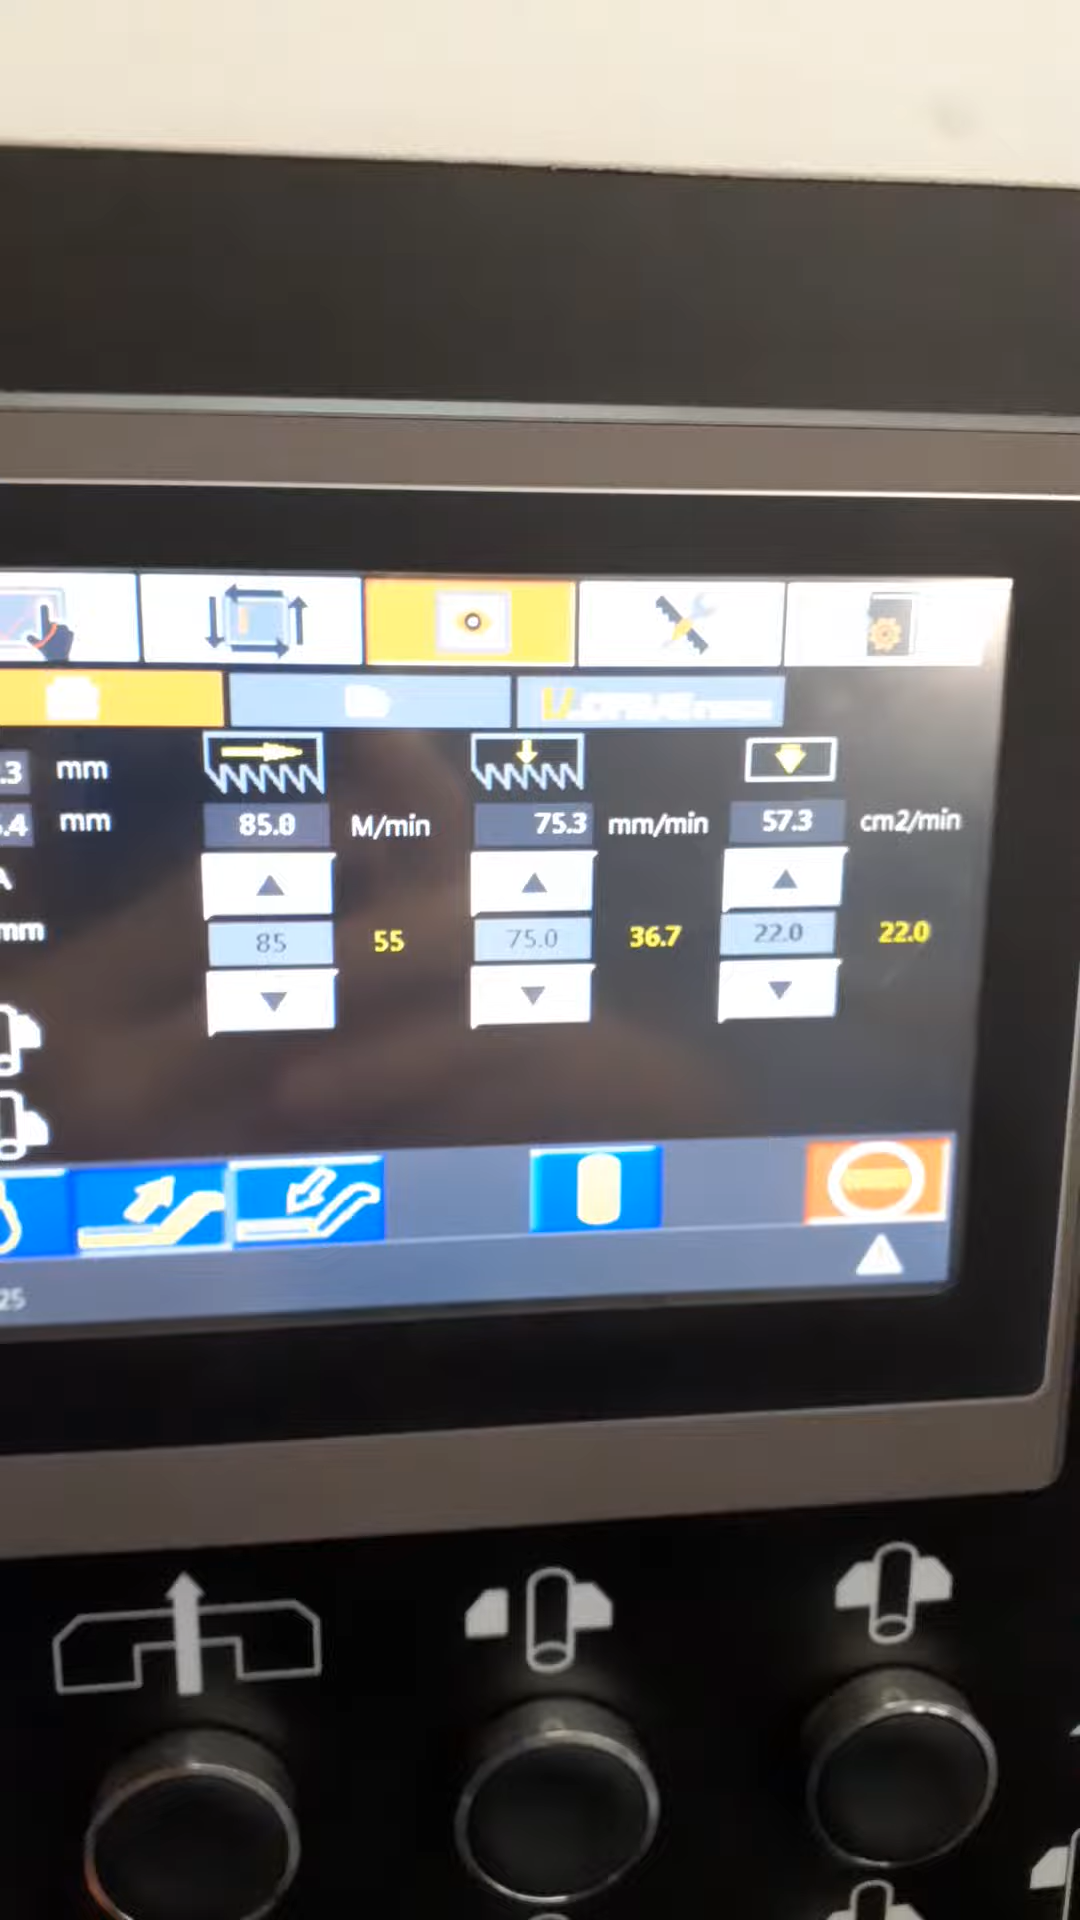 .3 mm
.4 mm 85.0 M/min 75.3 mm/min 57.3 cm2/min
A
mm 85 55 75.0 36.7 22.0 22.0
25